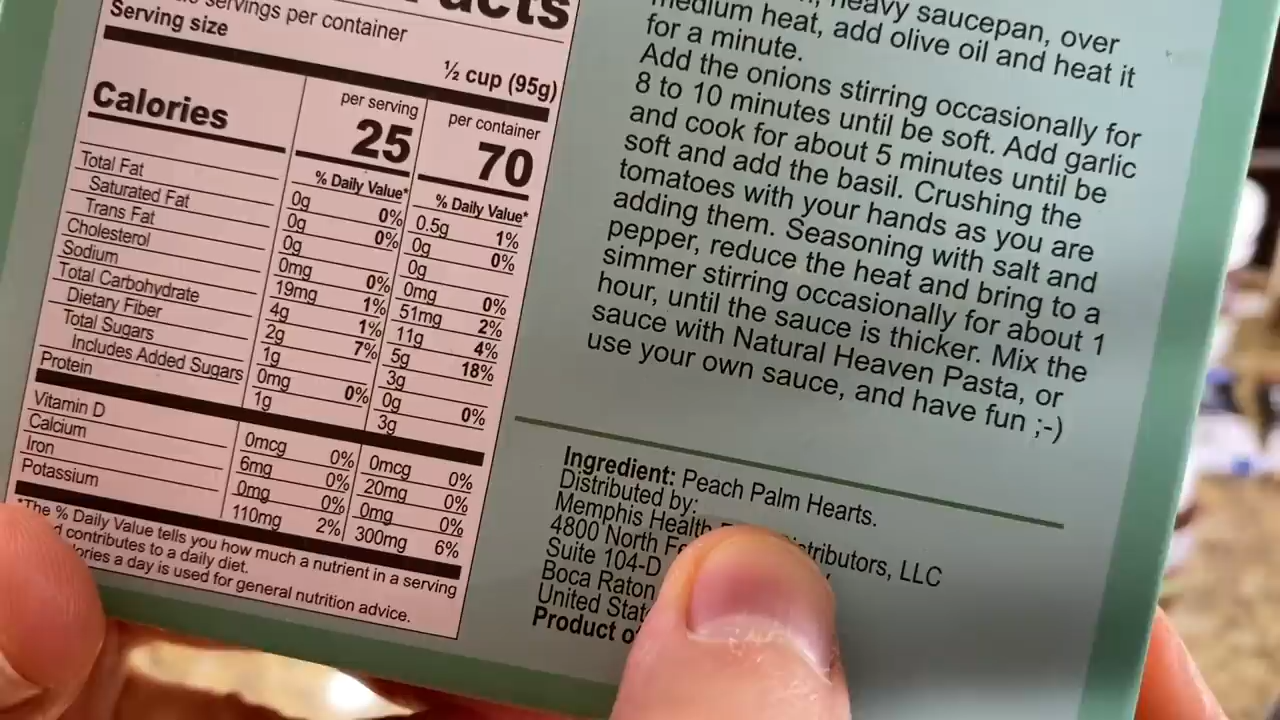 servings per container
Serving size
½ cup (95g)
Calories
per serving
25
per container
70
% Daily Value*
% Daily Value*
Total Fat 0g 0% 0.5g 1%
Saturated Fat 0g 0% 0g 0%
Trans Fat 0g 0g
Cholesterol 0mg 0% 0mg 0%
Sodium 19mg 1% 51mg 2%
Total Carbohydrate 4g 1% 11g 4%
Dietary Fiber 2g 7% 5g 18%
Total Sugars 1g 3g
Includes Added Sugars 0mg 0% 0g 0%
Protein 1g 3g
Vitamin D 0mcg 0% 0mcg 0%
Calcium 6mg 0% 20mg 0%
Iron 0mg 0% 0mg 0%
Potassium 110mg 2% 300mg 6%
*The % Daily Value tells you how much a nutrient in a serving
contributes to a daily diet.
a day is used for general nutrition advice.
heavy saucepan, over
medium heat, add olive oil and heat it
for a minute.
Add the onions stirring occasionally for
8 to 10 minutes until be soft. Add garlic
and cook for about 5 minutes until be
soft and add the basil. Crushing the
tomatoes with your hands as you are
adding them. Seasoning with salt and
pepper, reduce the heat and bring to a
simmer stirring occasionally for about 1
hour, until the sauce is thicker. Mix the
sauce with Natural Heaven Pasta, or
use your own sauce, and have fun ;-)
Ingredient: Peach Palm Hearts.
Distributed by:
Memphis Health LLC
4800 North
Suite 104-D
Boca Raton
United
Product